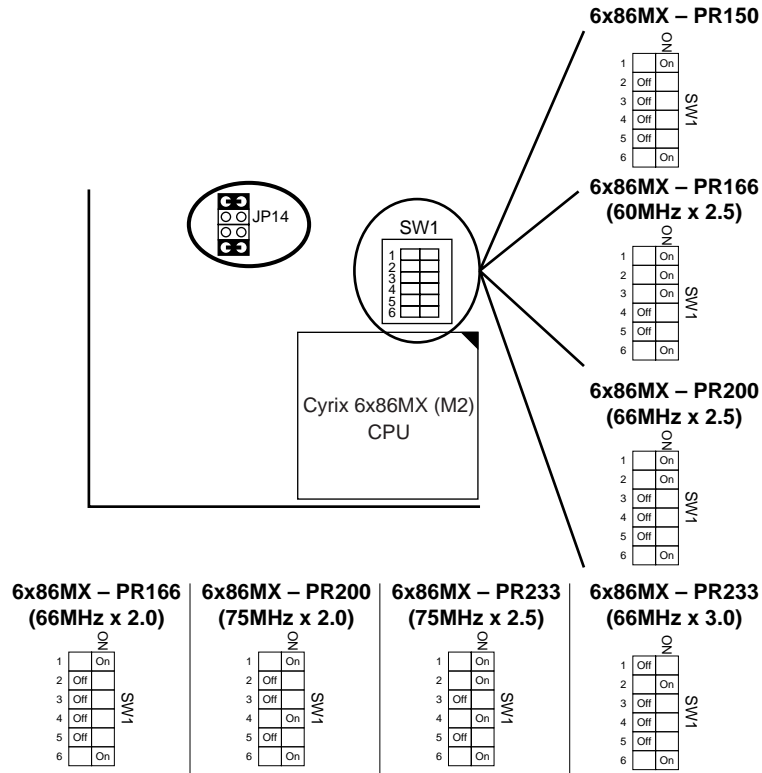 6x86MX – PR150
ON
1 On
2 Off
3 Off
4 Off
5 Off
6 On
SW1
6x86MX – PR166
(60MHz x 2.5)
ON
1 On
2 On
3 On
4 Off
5 Off
6 On
SW1
JP14
SW1
1
2
3
4
5
6
Cyrix 6x86MX (M2)
CPU
6x86MX – PR200
(66MHz x 2.5)
ON
1 On
2 On
3 Off
4 Off
5 Off
6 On
SW1
6x86MX – PR166
(66MHz x 2.0)
ON
1 On
2 Off
3 Off
4 Off
5 Off
6 On
SW1
6x86MX – PR200
(75MHz x 2.0)
ON
1 On
2 Off
3 Off
4 On
5 Off
6 On
SW1
6x86MX – PR233
(75MHz x 2.5)
ON
1 On
2 On
3 Off
4 On
5 Off
6 On
SW1
6x86MX – PR233
(66MHz x 3.0)
ON
1 Off
2 On
3 Off
4 Off
5 Off
6 On
SW1